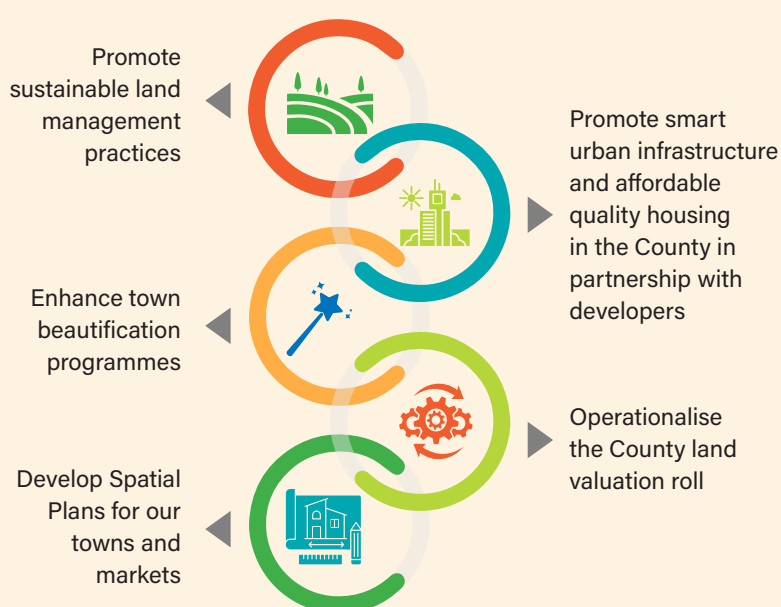 Promote
sustainable land
management
practices
Promote smart
urban infrastructure
and affordable
quality housing
in the County in
partnership with
developers
Enhance town
beautification
programmes
Operationalise
the County land
valuation roll
Develop Spatial
Plans for our
towns and
markets